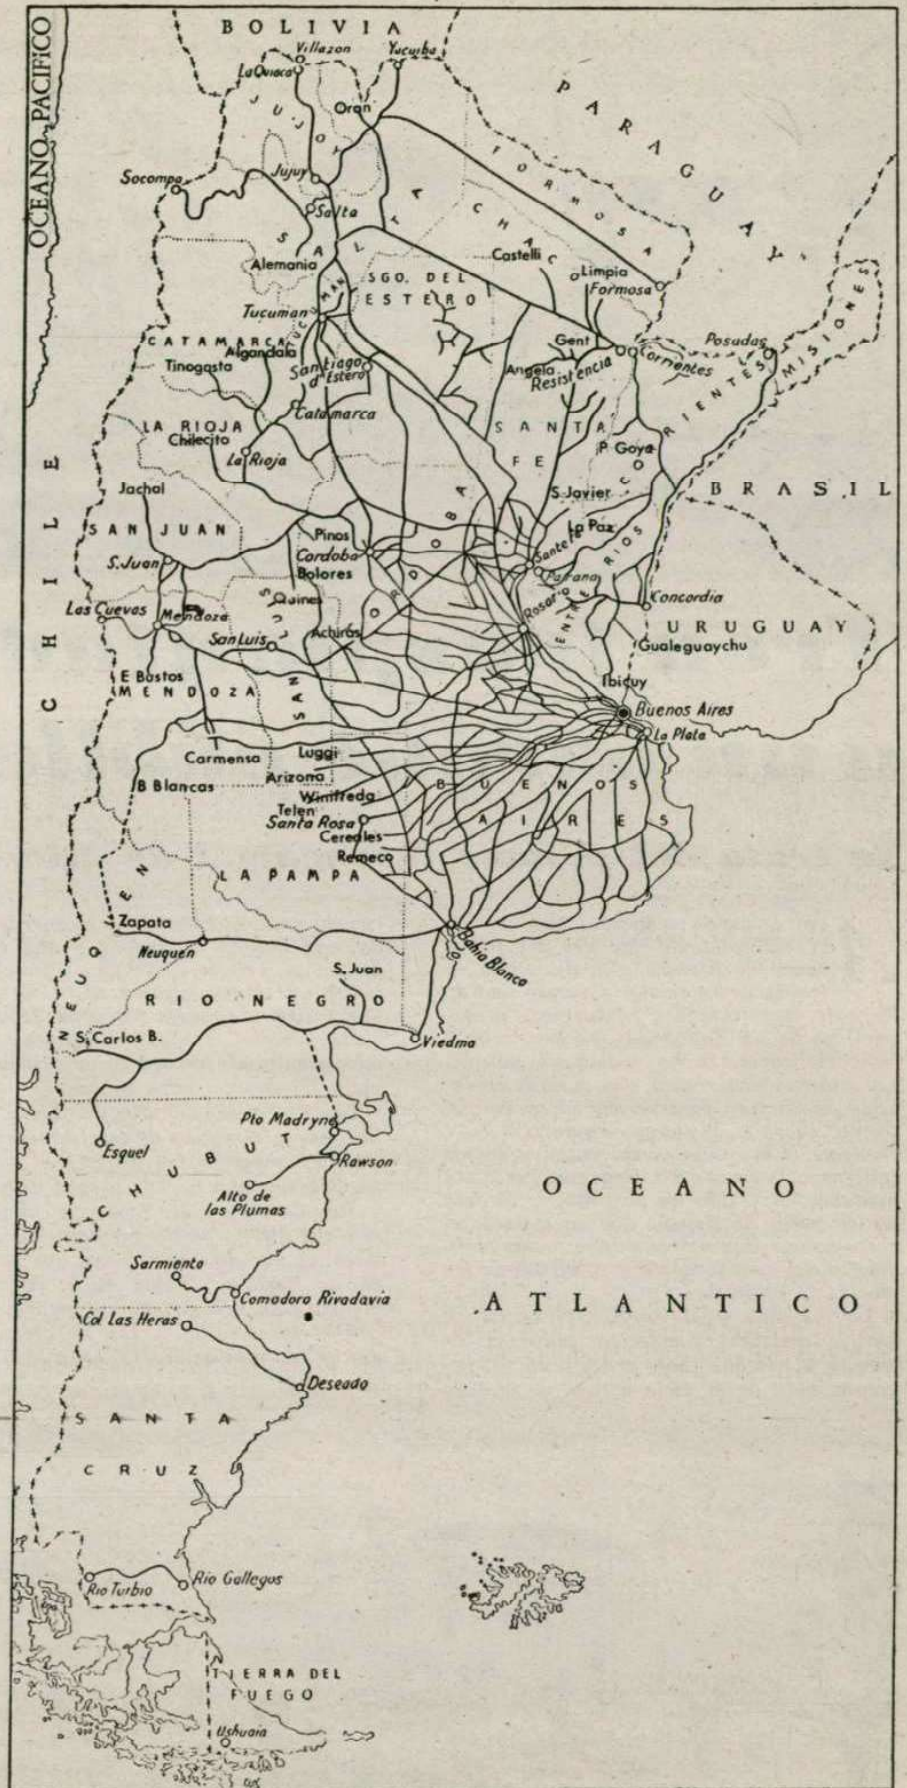 OCEANO PACIFICO
BOLIVIA
Villazon
Yucuiba
La Quiaca
PARAGUAY
JUJOY
Oran
FORMOSA
Socompa
Jujuy
Salta
SALTA
CHACO
Alemania
Castelli
Limpia
Formosa
SGO. DEL
ESTERO
TUCUMAN
Tucuman
MISIONES
CATAMARCA
Algandala
Tinogasta
Santiago
d'Estero
Gent
Angela
Resistencia
Corrientes
Posadas
CORRIENTES
Catamarca
LA RIOJA
Chilecito
La Rioja
SANTA
FE
P. Goya
BRASIL
CHILE
Jachal
SAN JUAN
S. Juan
Pinos
Cordoba
Bolores
CORDOBA
S. Javier
La Paz
Santa Fe
Parana
ENTRE RIOS
Concordia
Las Cuevas
Mendoza
Quines
SAN LUIS
San Luis
Achiras
Rosario
URUGUAY
Gualeguaychu
E Bastos
MENDOZA
Ibicuy
Buenos Aires
La Plata
Carmensa
Luggi
B Blancas
Arizona
Winifreda
Telen
Santa Rosa
Cereales
Remeco
BUENOS
AIRES
LA PAMPA
NEUQUEN
Zapata
Neuquen
Bahia Blanca
S. Juan
RIO NEGRO
S. Carlos B.
Viedma
Pto Madryn
Esquel
Rawson
CHUBUT
Alto de
las Plumas
OCEANO
ATLANTICO
Sarmiento
Comodoro Rivadavia
Col Las Heras
Deseado
SANTA
CRUZ
Rio Turbio
Rio Gallegos
TIERRA DEL
FUEGO
Ushuaia